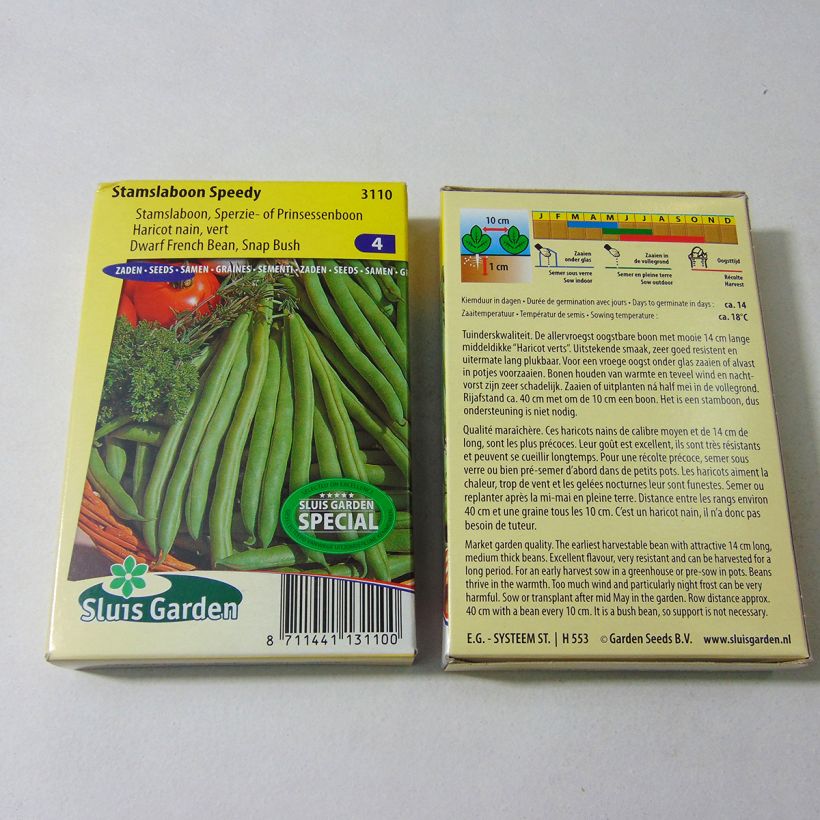 Stamslaboon Speedy
3110
Stamslaboon, Sperzie- of Prinsessenboon
Haricot nain, vert
Dwarf French Bean, Snap Bush
4
ZADEN • SEEDS • SAMEN • GRAINES • SEMENTI • ZADEN • SEEDS • SAMEN • G
SELECTED ON EXCELLENCE
SLUIS GARDEN
SPECIAL
Sluis Garden
8 711441 131100
10 cm
1 cm
J F M A M J J A S O N D
Zaaien
onder glas
Semer sous verre
Sow indoor
Zaaien in
de vollegrond
Semer en pleine terre
Sow outdoor
Oogsttijd
Récolte
Harvest
Kiemduur in dagen • Durée de germination avec jours • Days to germinate in days : ca. 14
Zaaitemperatuur • Températur de semis • Sowing temperature : ca. 18°C
Tuinderskwaliteit. De allervroegst oogstbare boon met mooie 14 cm lange
middeldikke "Haricot verts". Uitstekende smaak, zeer goed resistent en
uitermate lang plukbaar. Voor een vroege oogst onder glas zaaien of alvast
in potjes voorzaaien. Bonen houden van warmte en teveel wind en nacht-
vorst zijn zeer schadelijk. Zaaien of uitplanten ná half mei in de vollegrond.
Rijafstand ca. 40 cm met om de 10 cm een boon. Het is een stamboon, dus
ondersteuning is niet nodig.
Qualité maraîchère. Ces haricots nains de calibre moyen et de 14 cm de
long, sont les plus précoces. Leur goût est excellent, ils sont très résistants
et peuvent se cueillir longtemps. Pour une récolte précoce, semer sous
verre ou bien pré-semer d'abord dans de petits pots. Les haricots aiment la
chaleur, trop de vent et les gelées nocturnes leur sont funestes. Semer ou
replanter après la mi-mai en pleine terre. Distance entre les rangs environ
40 cm et une graine tous les 10 cm. C'est un haricot nain, il n'a donc pas
besoin de tuteur.
Market garden quality. The earliest harvestable bean with attractive 14 cm long,
medium thick beans. Excellent flavour, very resistant and can be harvested for a
long period. For an early harvest sow in a greenhouse or pre-sow in pots. Beans
thrive in the warmth. Too much wind and particularly night frost can be very
harmful. Sow or transplant after mid May in the garden. Row distance approx.
40 cm with a bean every 10 cm. It is a bush bean, so support is not necessary.
E.G. - SYSTEEM ST. | H 553 © Garden Seeds B.V. www.sluisgarden.nl